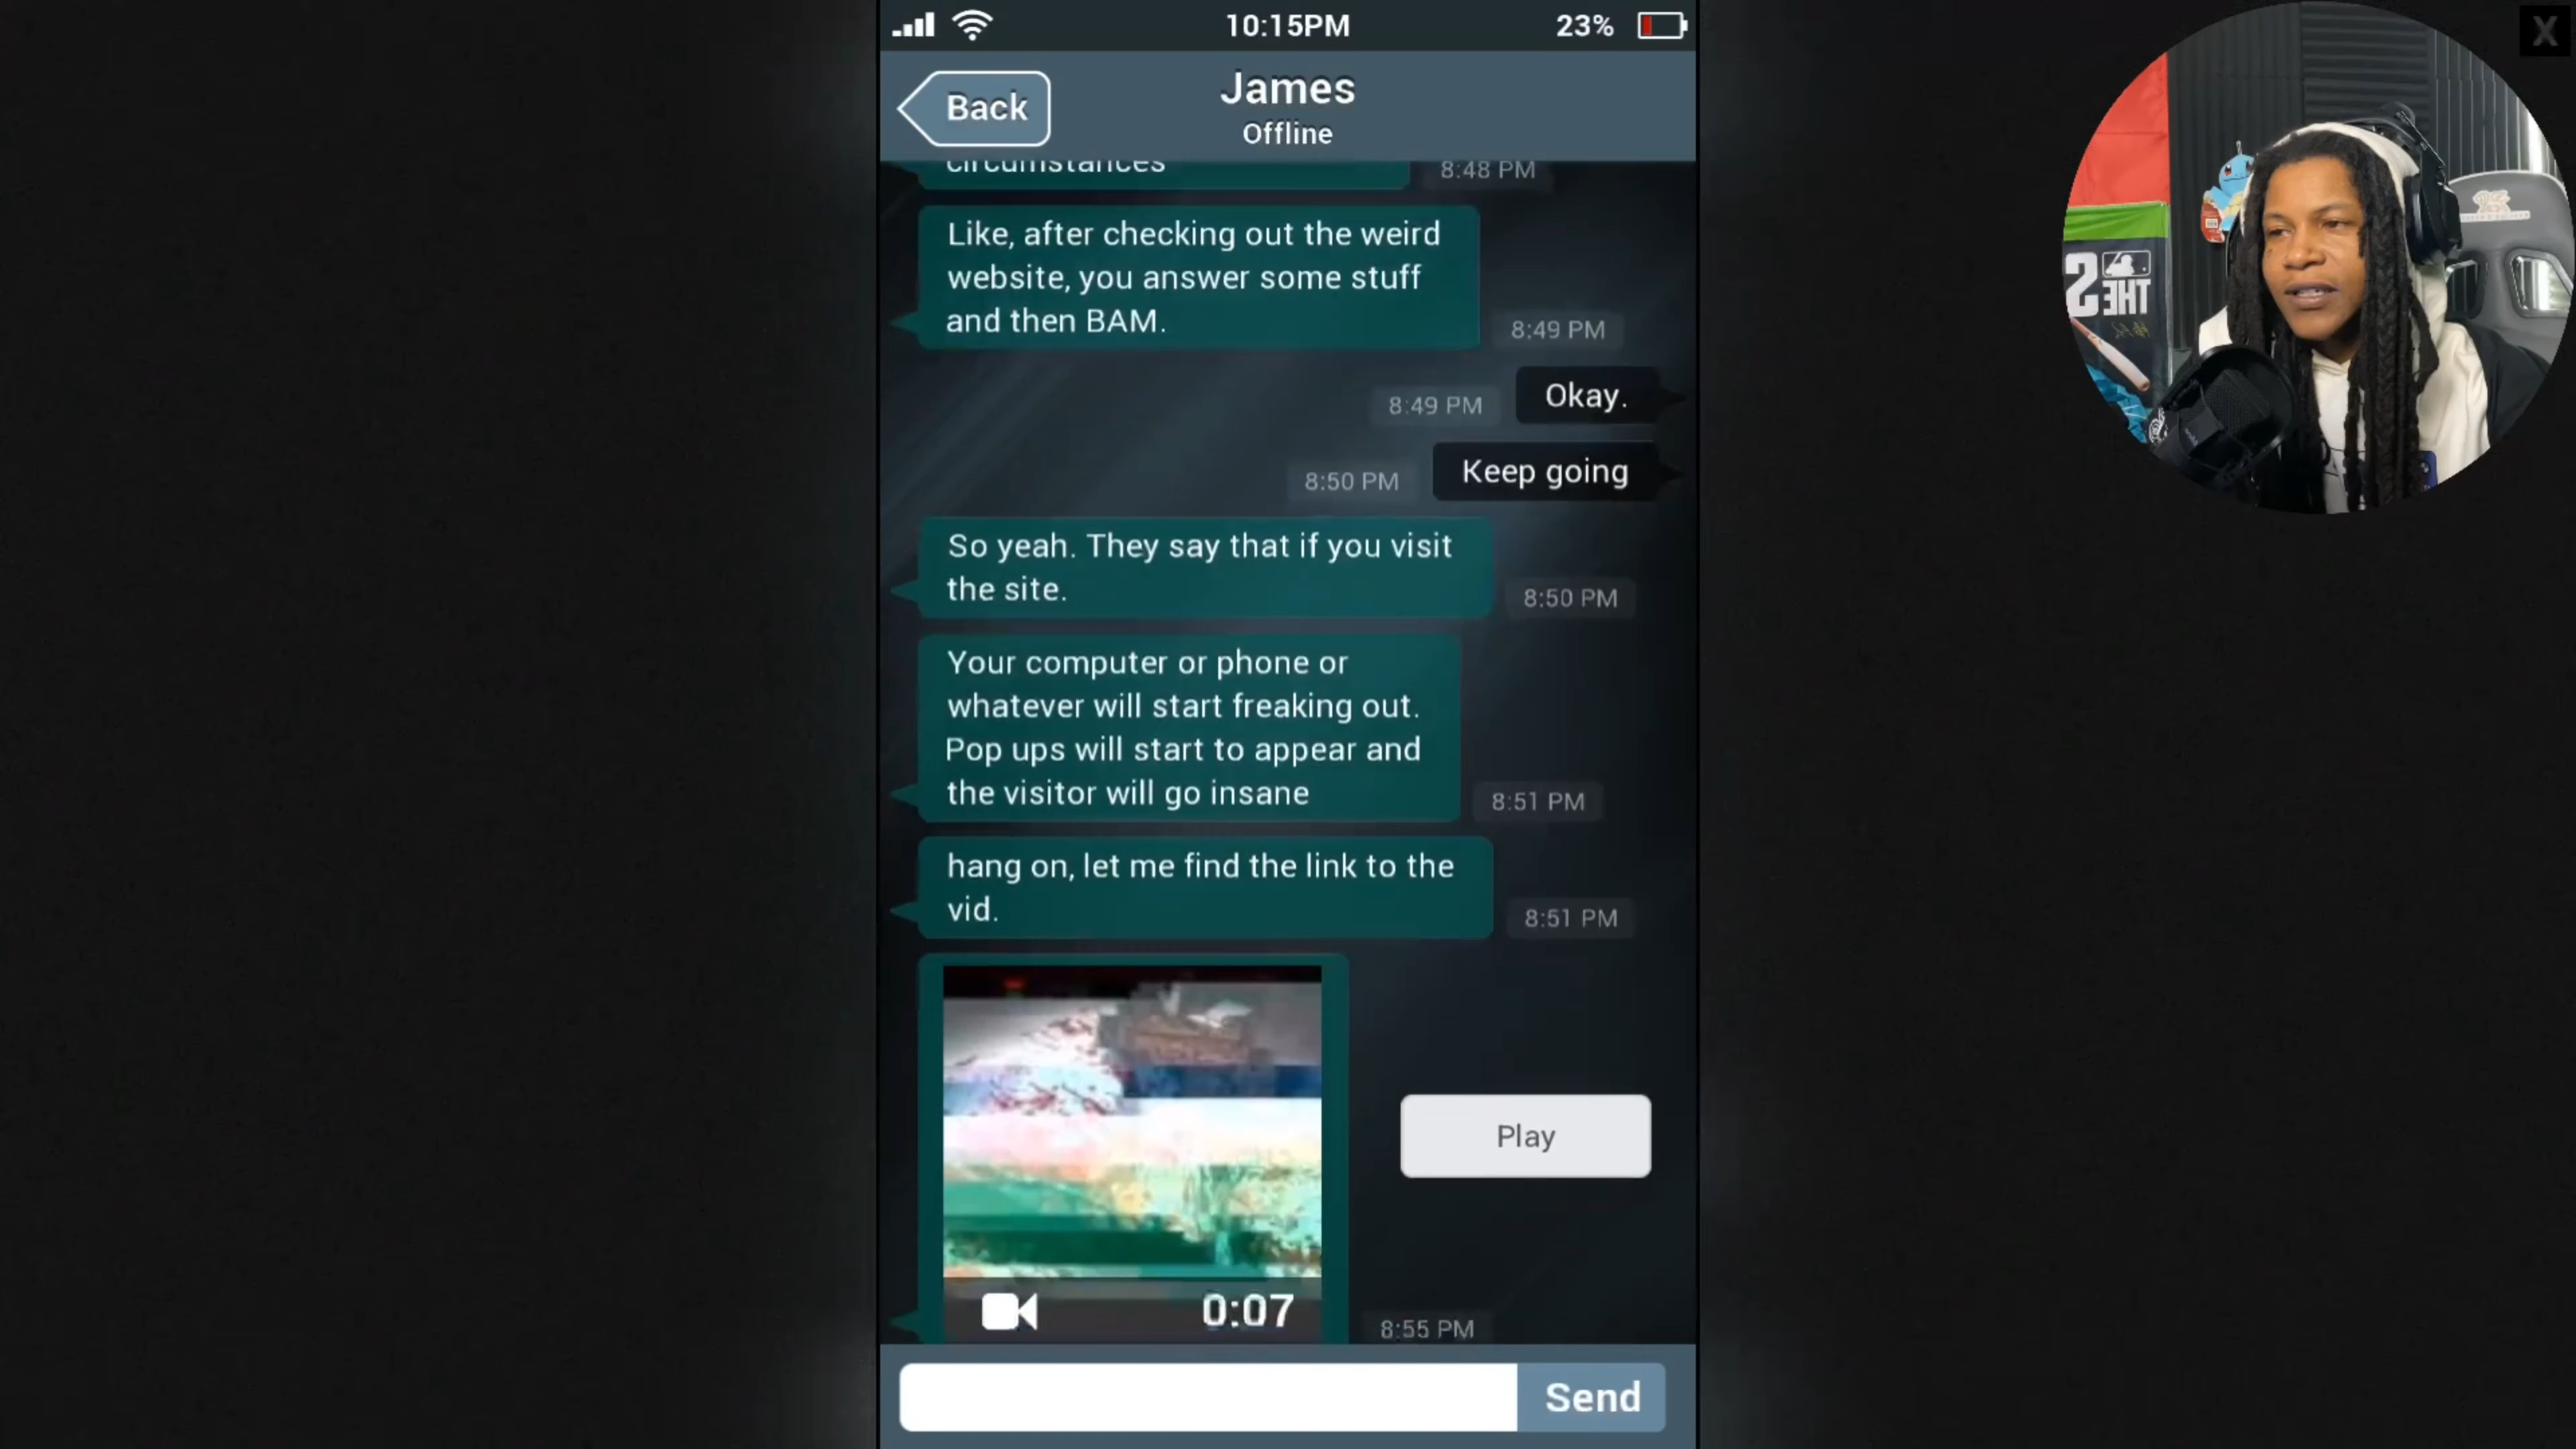 10:15PM
23%
X
Back
James
Offline
circumstances
8:48 PM
Like, after checking out the weird
website, you answer some stuff
and then BAM.
8:49 PM
Okay.
8:49 PM
Keep going
8:50 PM
So yeah. They say that if you visit
the site.
8:50 PM
Your computer or phone or
whatever will start freaking out.
Pop ups will start to appear and
the visitor will go insane
8:51 PM
hang on, let me find the link to the
vid.
8:51 PM
Play
0:07
8:55 PM
Send
THE S